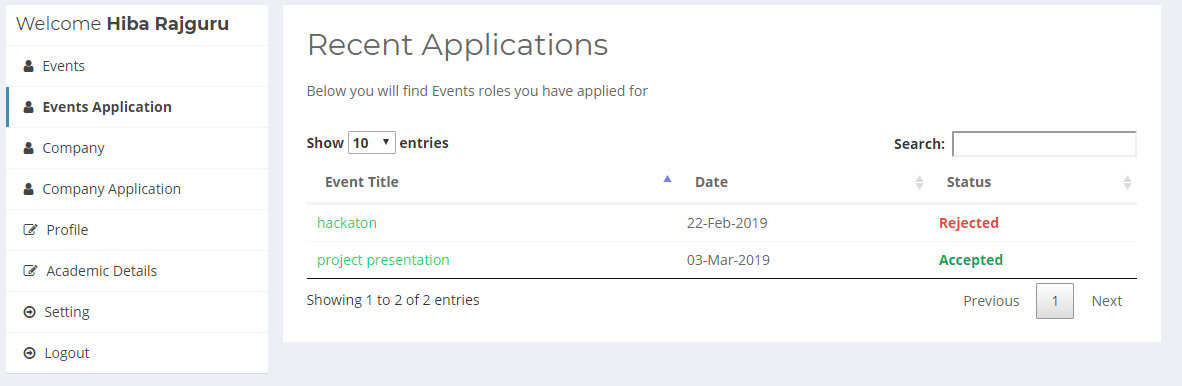 Welcome Hiba Rajguru
Events
Events Application
Company
Company Application
Profile
Academic Details
Setting
Logout
Recent Applications
Below you will find Events roles you have applied for
Show 10 entries
Search:
Event Title Date Status
hackaton 22-Feb-2019 Rejected
project presentation 03-Mar-2019 Accepted
Showing 1 to 2 of 2 entries
Previous 1 Next